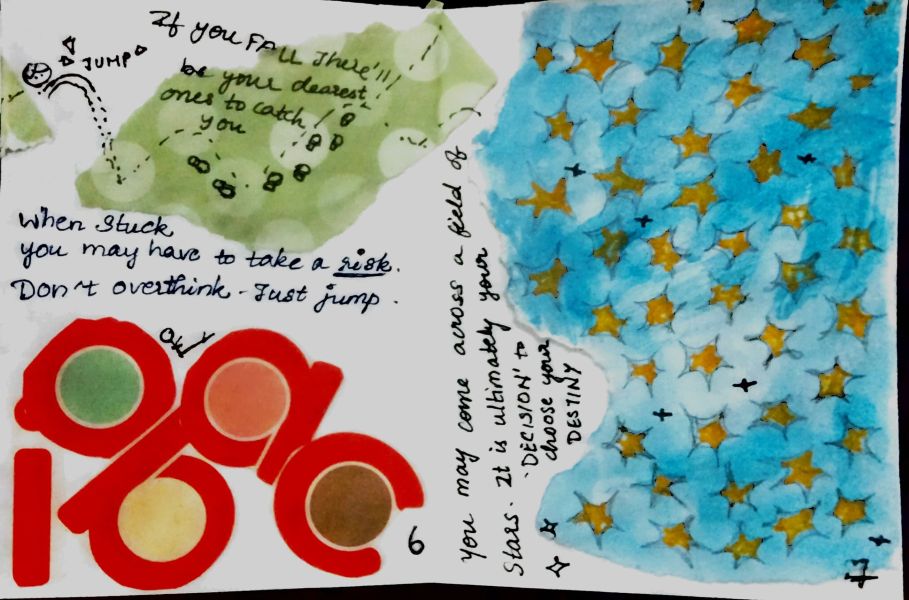 If you FALL There'll
be your dearest
ones to catch
you
JUMP
When Stuck
you may have to take a risk.
Don't overthink - Just jump.
6
you may come across a field of
Stars. It is ultimately your
'DECISION' to
choose your
DESTINY